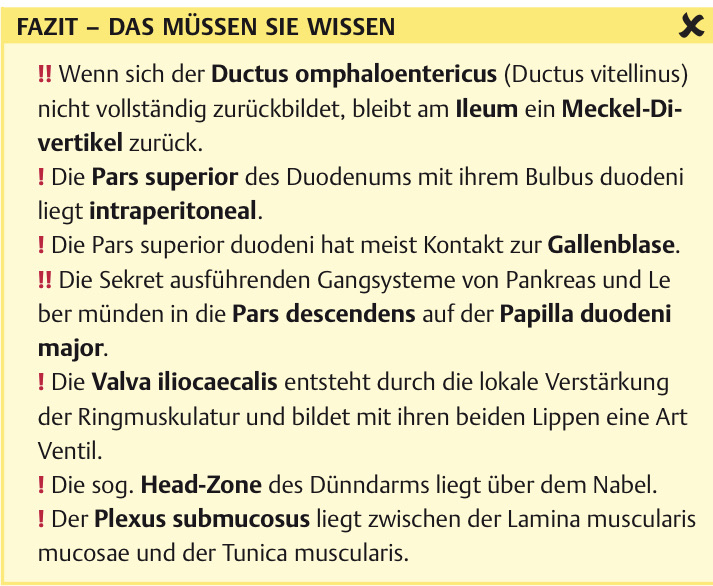 FAZIT – DAS MÜSSEN SIE WISSEN
!! Wenn sich der Ductus omphaloentericus (Ductus vitellinus)
nicht vollständig zurückbildet, bleibt am Ileum ein Meckel-Di-
vertikel zurück.
! Die Pars superior des Duodenums mit ihrem Bulbus duodeni
liegt intraperitoneal.
! Die Pars superior duodeni hat meist Kontakt zur Gallenblase.
!! Die Sekret ausführenden Gangsysteme von Pankreas und Le
ber münden in die Pars descendens auf der Papilla duodeni
major.
! Die Valva iliocaecalis entsteht durch die lokale Verstärkung
der Ringmuskulatur und bildet mit ihren beiden Lippen eine Art
Ventil.
! Die sog. Head-Zone des Dünndarms liegt über dem Nabel.
! Der Plexus submucosus liegt zwischen der Lamina muscularis
mucosae und der Tunica muscularis.